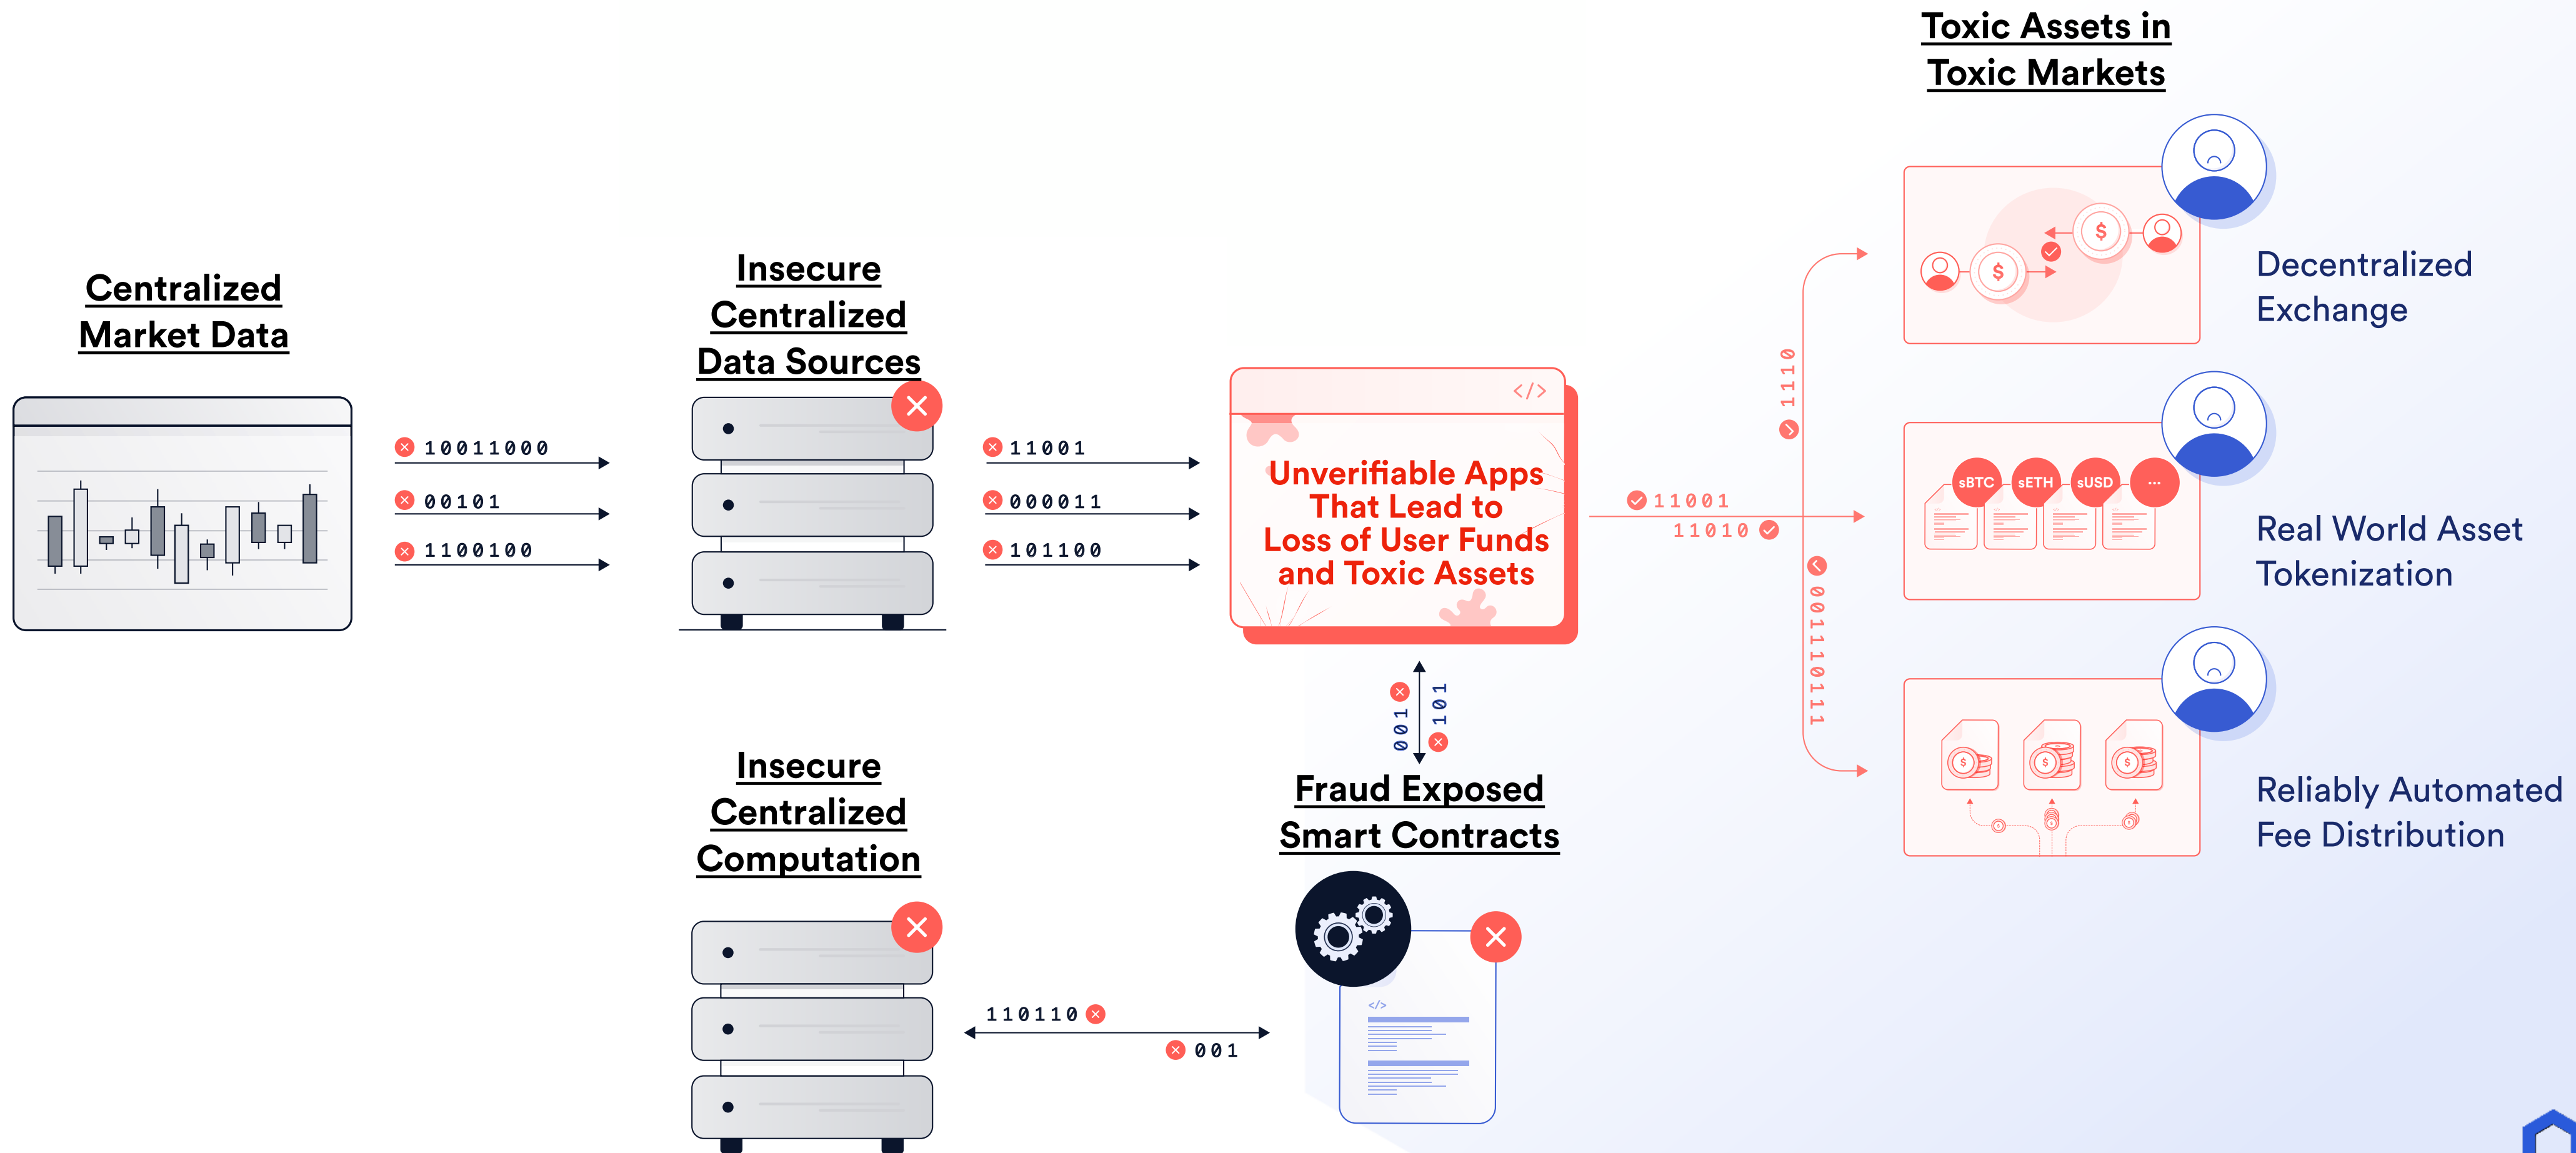 Toxic Assets in
Toxic Markets
Centralized
Market Data
Insecure
Centralized
Data Sources
10011000
00101
1100100
11001
000011
101100
</>
Unverifiable Apps
That Lead to
Loss of User Funds
and Toxic Assets
11001
11010
11110
0011110111
$
$
Decentralized
Exchange
sBTC
sETH
sUSD
...
Real World Asset
Tokenization
$
$
$
Reliably Automated
Fee Distribution
001
101
Insecure
Centralized
Computation
Fraud Exposed
Smart Contracts
110110
001
</>